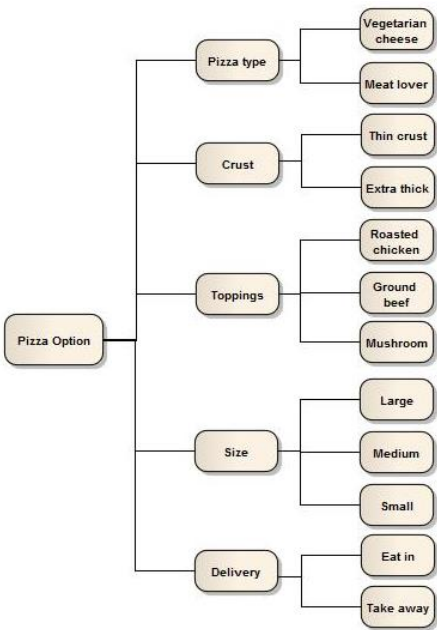 Pizza Option
Pizza type
Vegetarian
cheese
Meat lover
Crust
Thin crust
Extra thick
Toppings
Roasted
chicken
Ground
beef
Mushroom
Size
Large
Medium
Small
Delivery
Eat in
Take away